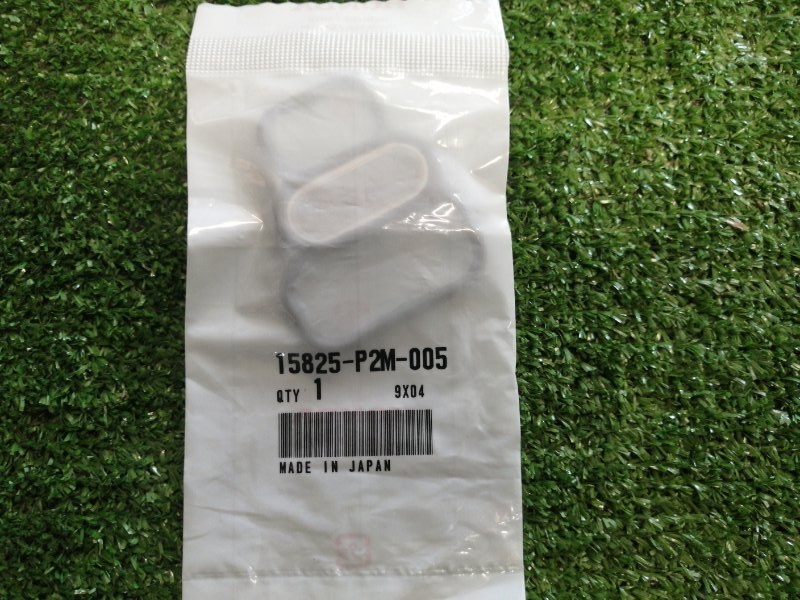 15825-P2M-005
QTY 1 9X04
MADE IN JAPAN